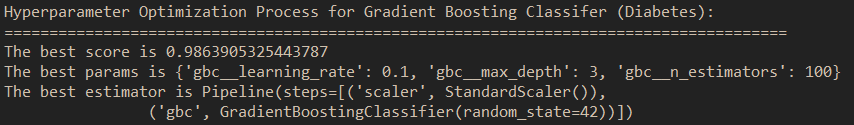 Hyperparameter Optimization Process for Gradient Boosting Classifer (Diabetes):
=======================================================================================
The best score is 0.9863905325443787
The best params is {'gbc__learning_rate': 0.1, 'gbc__max_depth': 3, 'gbc__n_estimators': 100}
The best estimator is Pipeline(steps=[('scaler', StandardScaler()),
('gbc', GradientBoostingClassifier(random_state=42))])